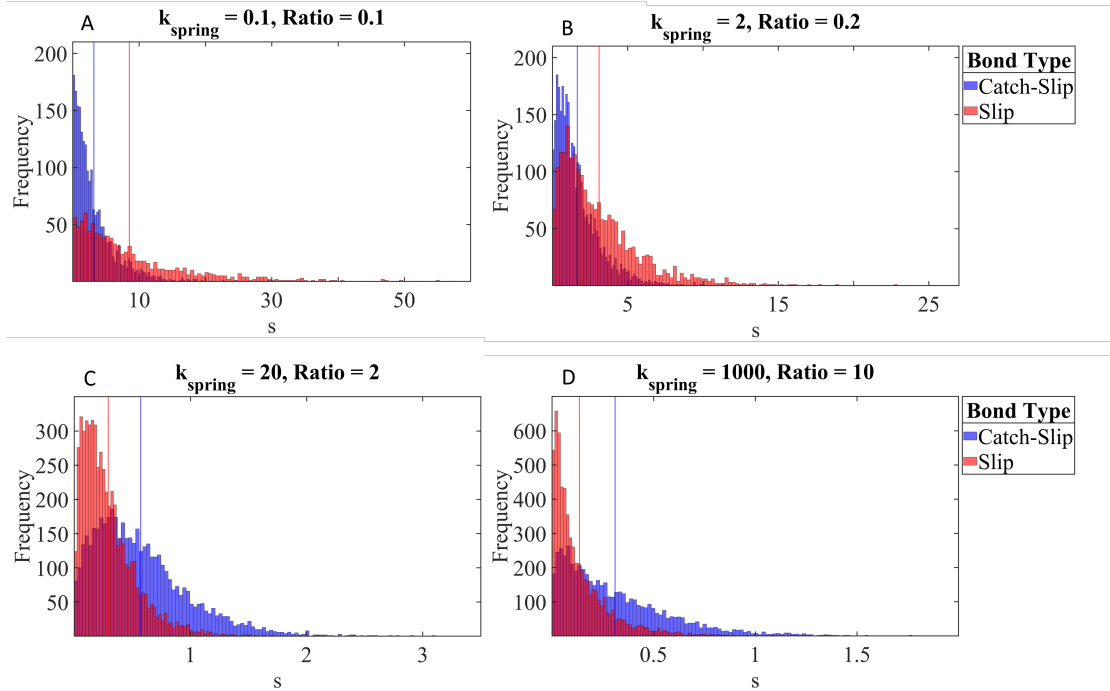 A
k_spring = 0.1, Ratio = 0.1
200
150
100
50
Frequency
10
30
50
s
B
k_spring = 2, Ratio = 0.2
200
150
100
50
Frequency
5
15
25
s
Bond Type
Catch-Slip
Slip
C
k_spring = 20, Ratio = 2
300
250
200
150
100
50
Frequency
1
2
3
s
D
k_spring = 1000, Ratio = 10
600
500
400
300
200
100
Frequency
0.5
1
1.5
s
Bond Type
Catch-Slip
Slip